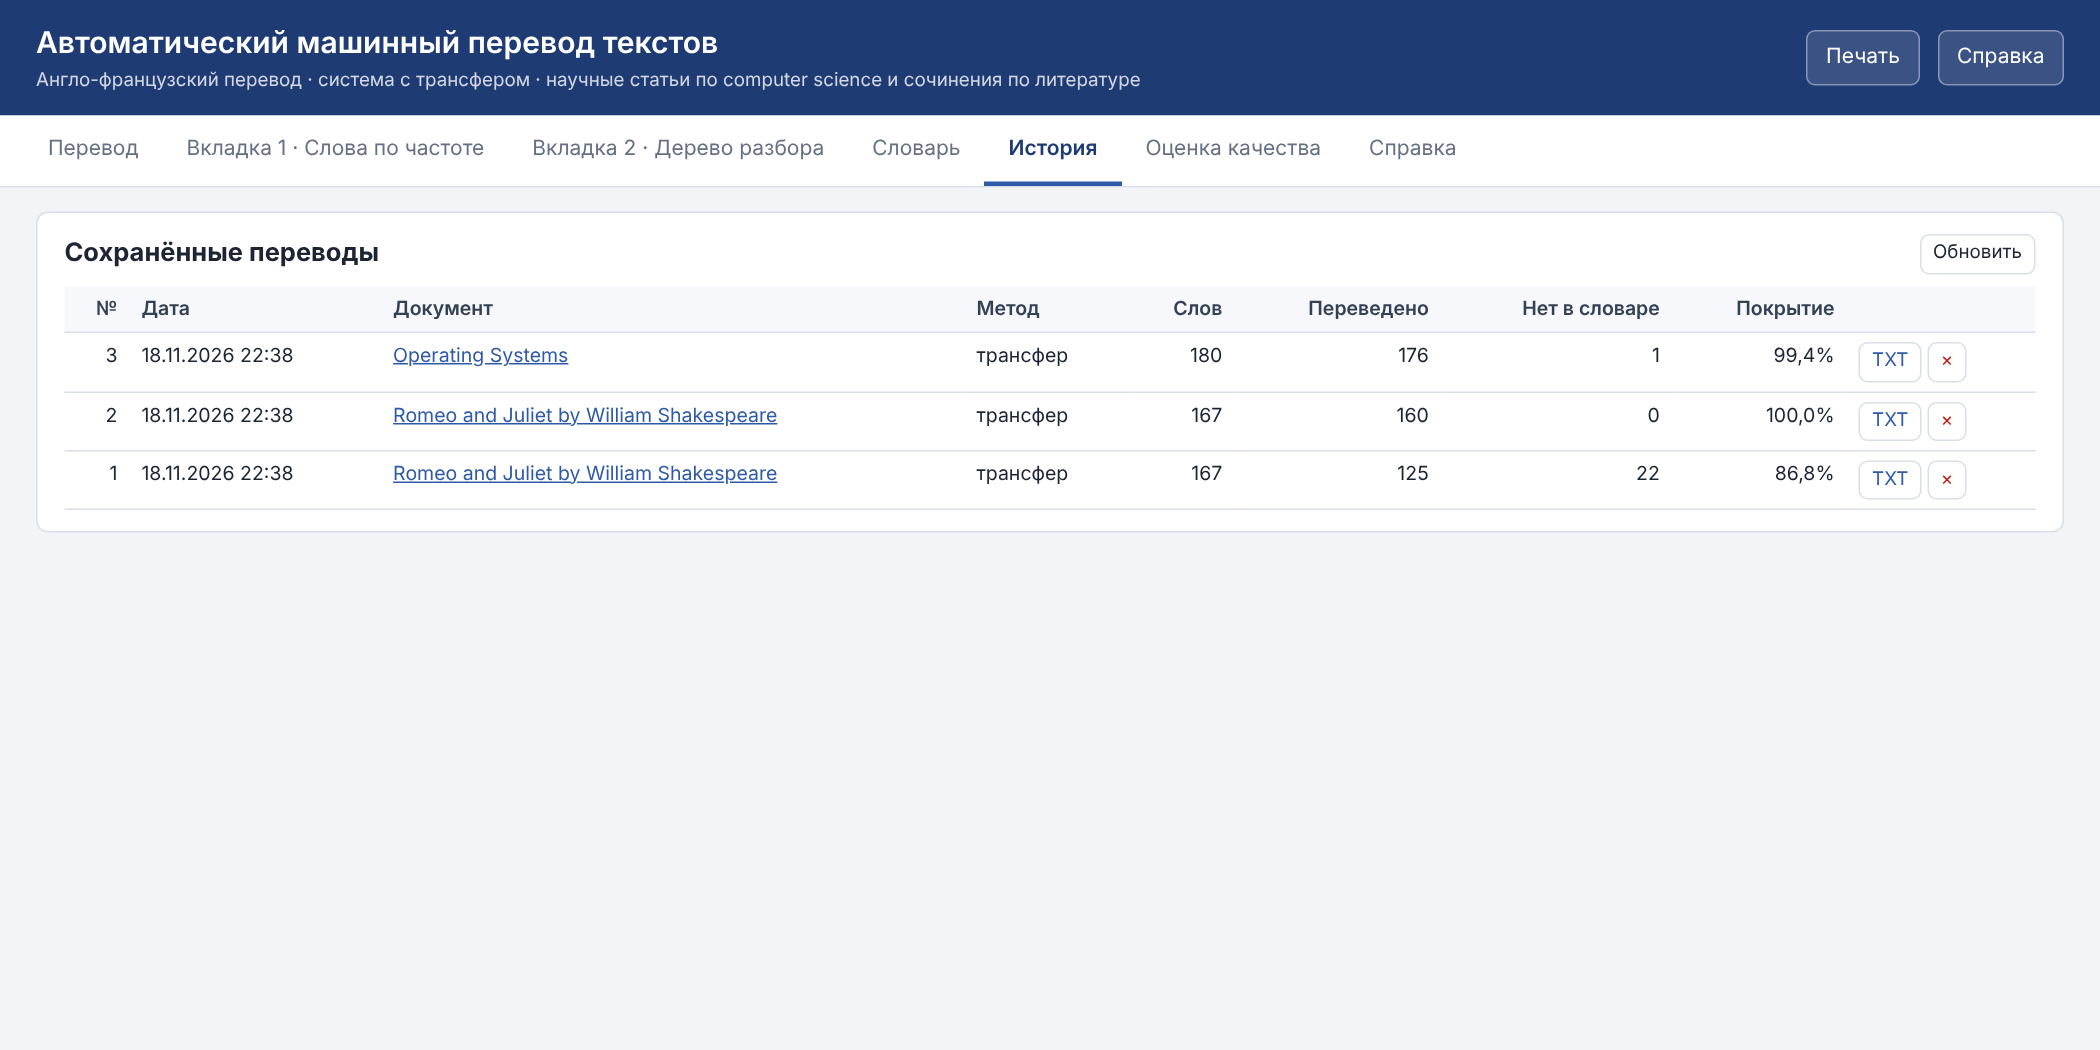 Автоматический машинный перевод текстов
Англо-французский перевод · система с трансфером · научные статьи по computer science и сочинения по литературе
Печать Справка
Перевод Вкладка 1 · Слова по частоте Вкладка 2 · Дерево разбора Словарь История Оценка качества Справка
Сохранённые переводы Обновить
№ Дата Документ Метод Слов Переведено Нет в словаре Покрытие
3 18.11.2026 22:38 Operating Systems трансфер 180 176 1 99,4% TXT ×
2 18.11.2026 22:38 Romeo and Juliet by William Shakespeare трансфер 167 160 0 100,0% TXT ×
1 18.11.2026 22:38 Romeo and Juliet by William Shakespeare трансфер 167 125 22 86,8% TXT ×